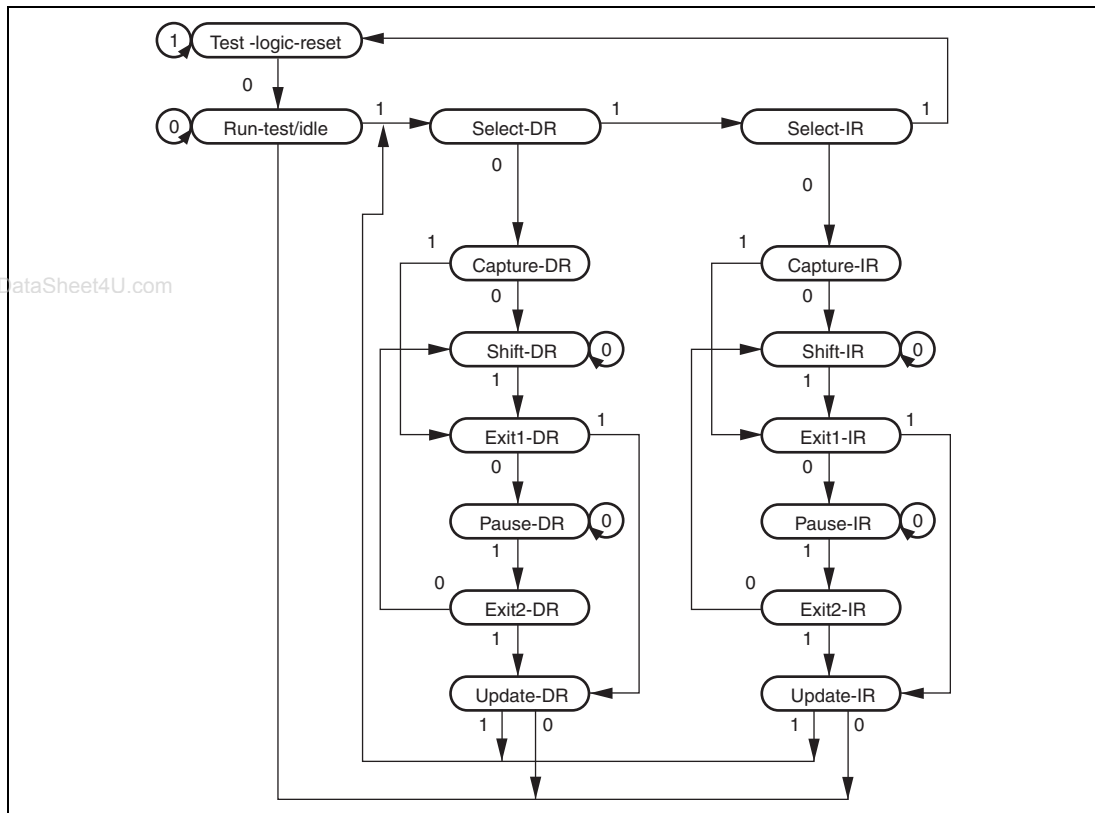 1 Test -logic-reset
0
0 Run-test/idle 1 Select-DR 1 Select-IR 1
0 0
1 1
Capture-DR Capture-IR
DataSheet4U.com
0 0
Shift-DR 0 Shift-IR 0
1 1
Exit1-DR 1 Exit1-IR 1
0 0
Pause-DR 0 Pause-IR 0
1 1
0 0
Exit2-DR Exit2-IR
1 1
Update-DR Update-IR
1 0 1 0